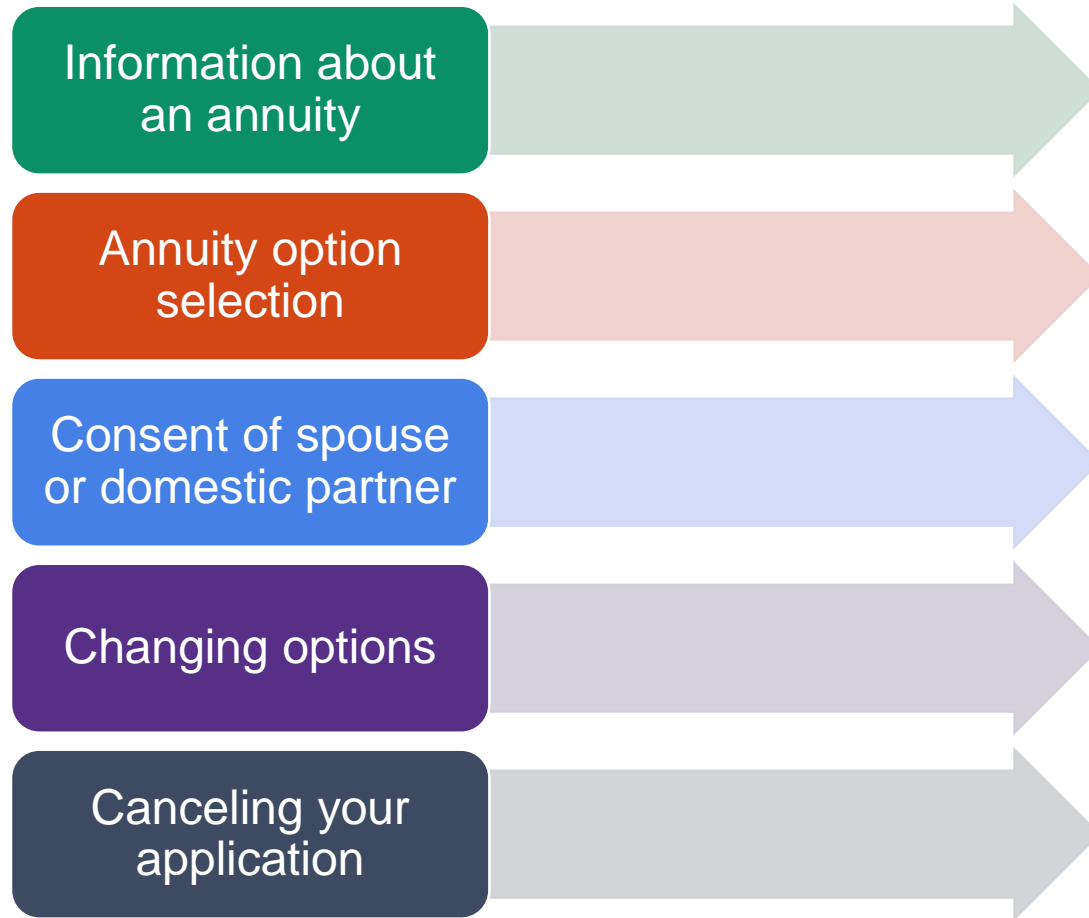 Information about
an annuity
Annuity option
selection
Consent of spouse
or domestic partner
Changing options
Canceling your
application